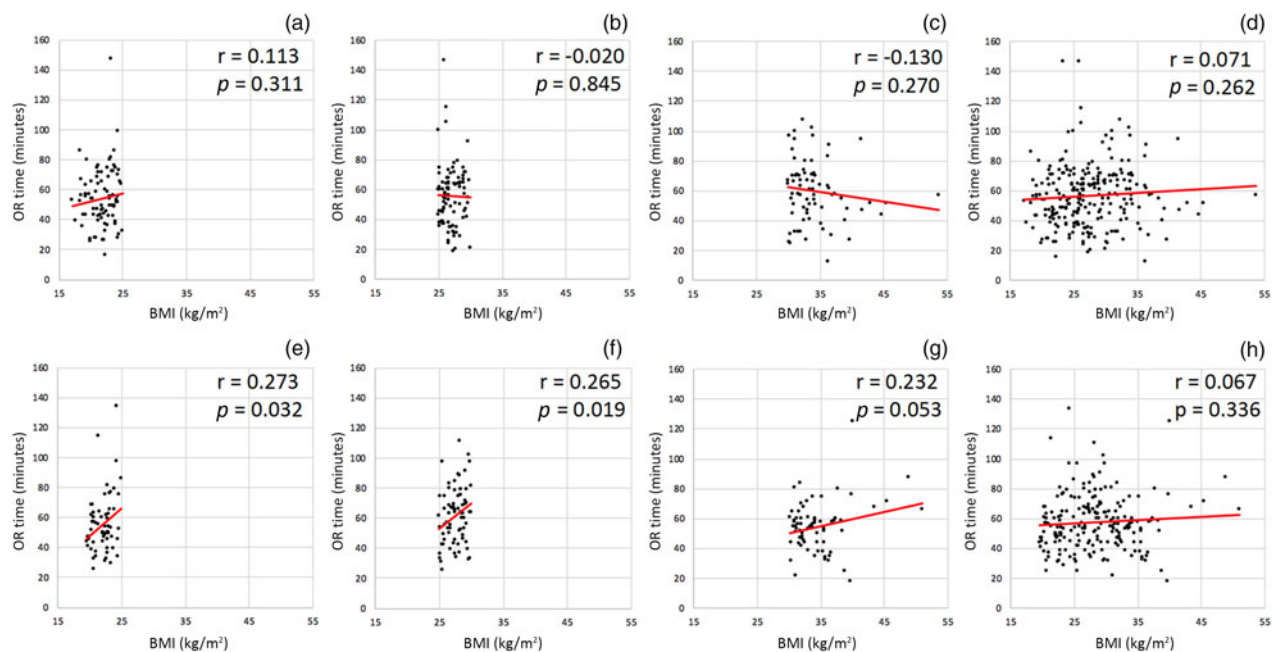 (a)
r = 0.113
p = 0.311
160
140
120
100
80
60
40
20
0
OR time (minutes)
15 25 35 45 55
BMI (kg/m²)
(b)
r = -0.020
p = 0.845
160
140
120
100
80
60
40
20
0
OR time (minutes)
15 25 35 45 55
BMI (kg/m²)
(c)
r = -0.130
p = 0.270
160
140
120
100
80
60
40
20
0
OR time (minutes)
15 25 35 45 55
BMI (kg/m²)
(d)
r = 0.071
p = 0.262
160
140
120
100
80
60
40
20
0
OR time (minutes)
15 25 35 45 55
BMI (kg/m²)
(e)
r = 0.273
p = 0.032
160
140
120
100
80
60
40
20
0
OR time (minutes)
15 25 35 45 55
BMI (kg/m²)
(f)
r = 0.265
p = 0.019
160
140
120
100
80
60
40
20
0
OR time (minutes)
15 25 35 45 55
BMI (kg/m²)
(g)
r = 0.232
p = 0.053
160
140
120
100
80
60
40
20
0
OR time (minutes)
15 25 35 45 55
BMI (kg/m²)
(h)
r = 0.067
p = 0.336
160
140
120
100
80
60
40
20
0
OR time (minutes)
15 25 35 45 55
BMI (kg/m²)